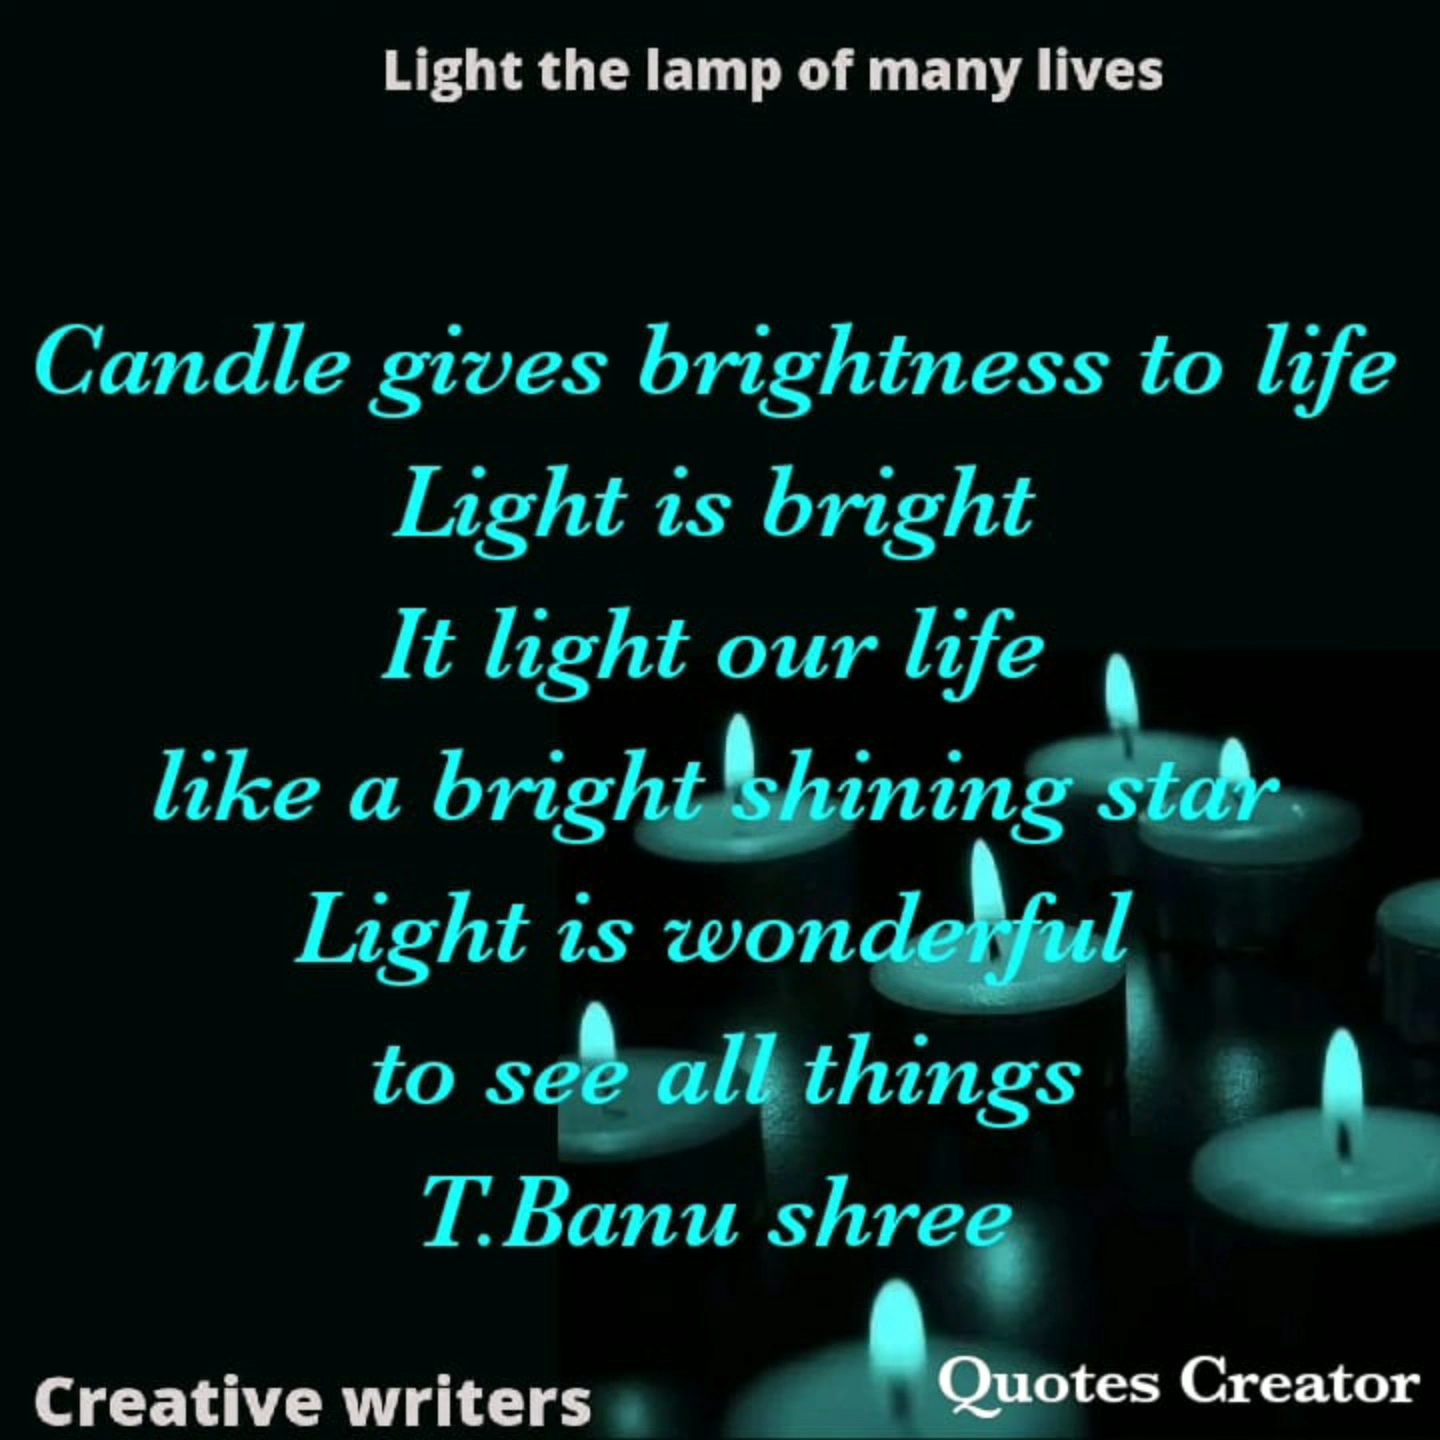 Light the lamp of many lives
Candle gives brightness to life
Light is bright
It light our life
like a bright shining star
Light is wonderful
to see all things
T.Banu shree
Creative writers
Quotes Creator